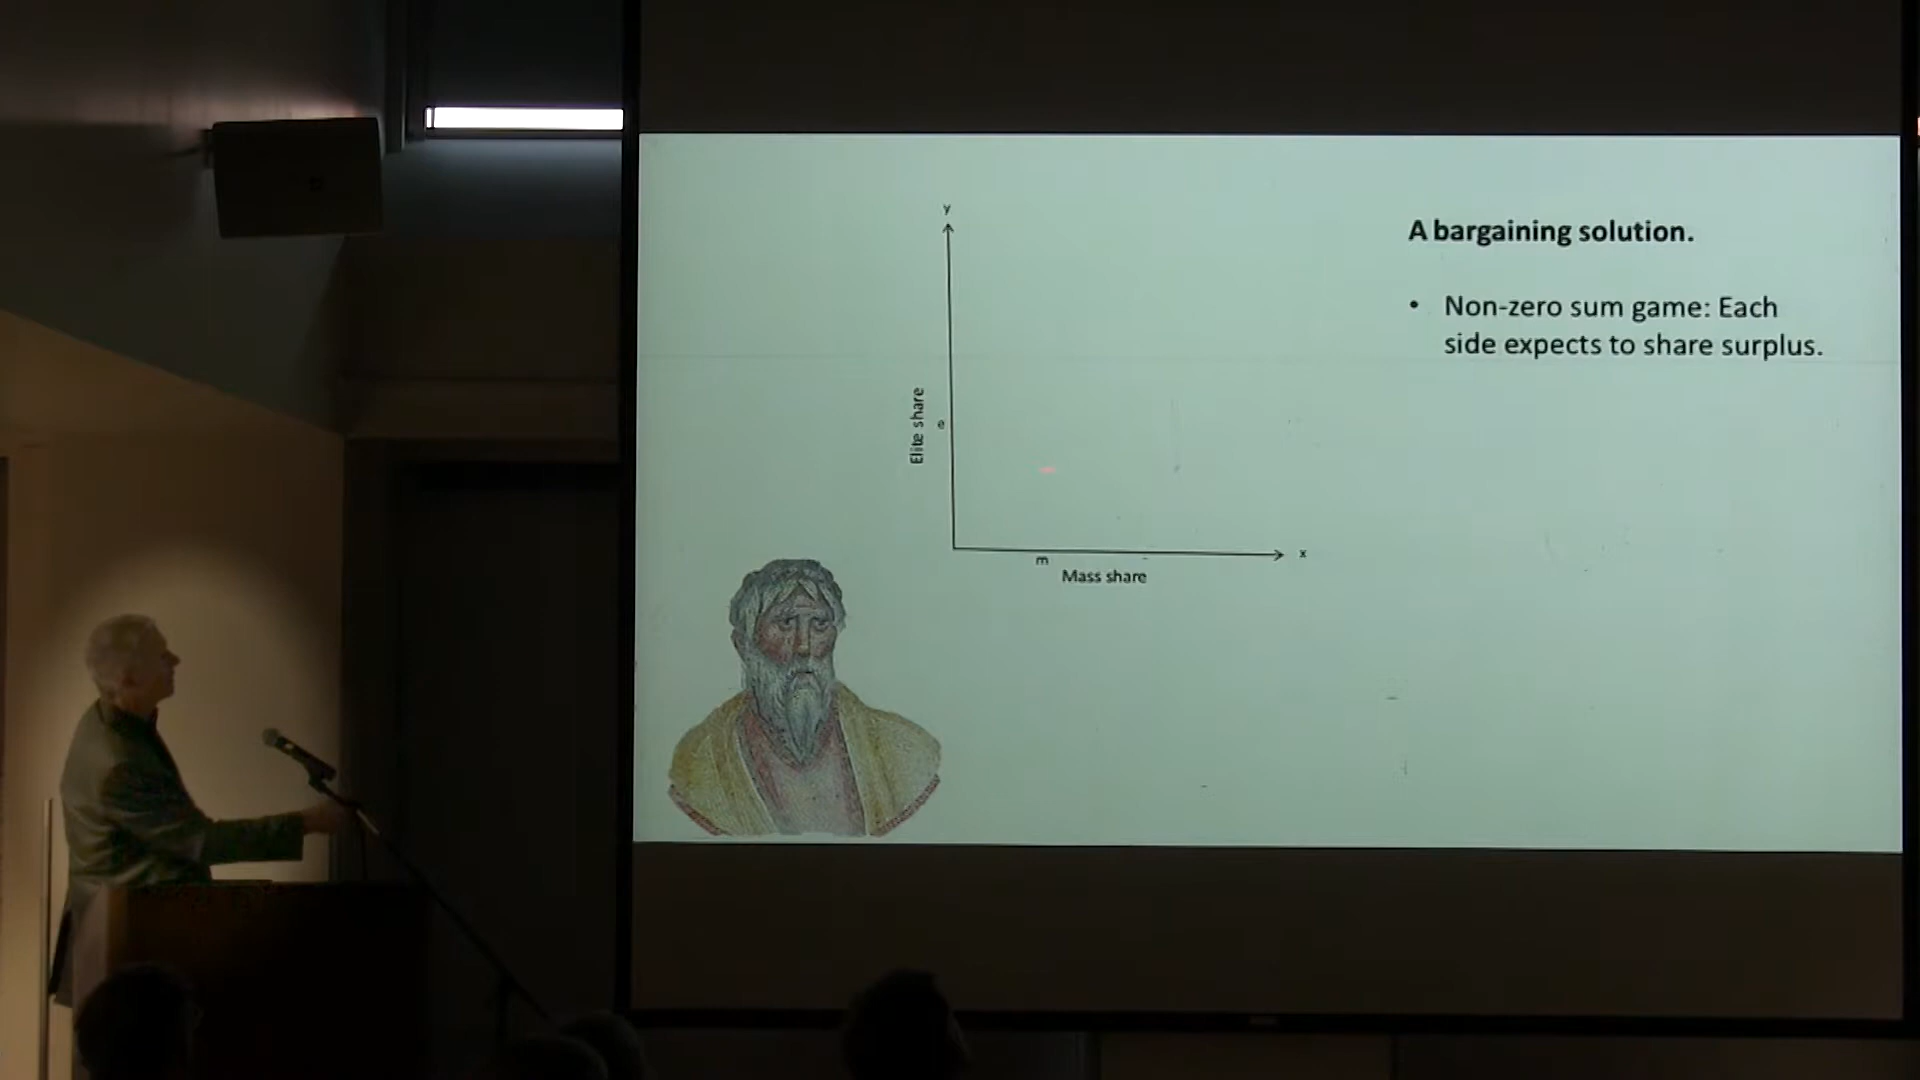 A bargaining solution.
• Non-zero sum game: Each
side expects to share surplus.
y
Elite share
e
m
x
Mass share